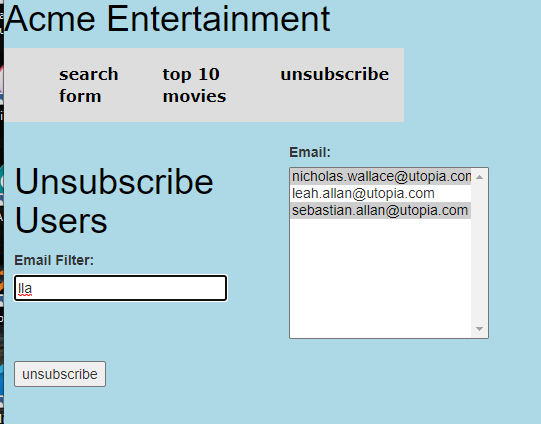 Acme Entertainment
search form
top 10 movies
unsubscribe
Unsubscribe
Users
Email Filter:
lla
unsubscribe
Email:
nicholas.wallace@utopia.com
leah.allan@utopia.com
sebastian.allan@utopia.com